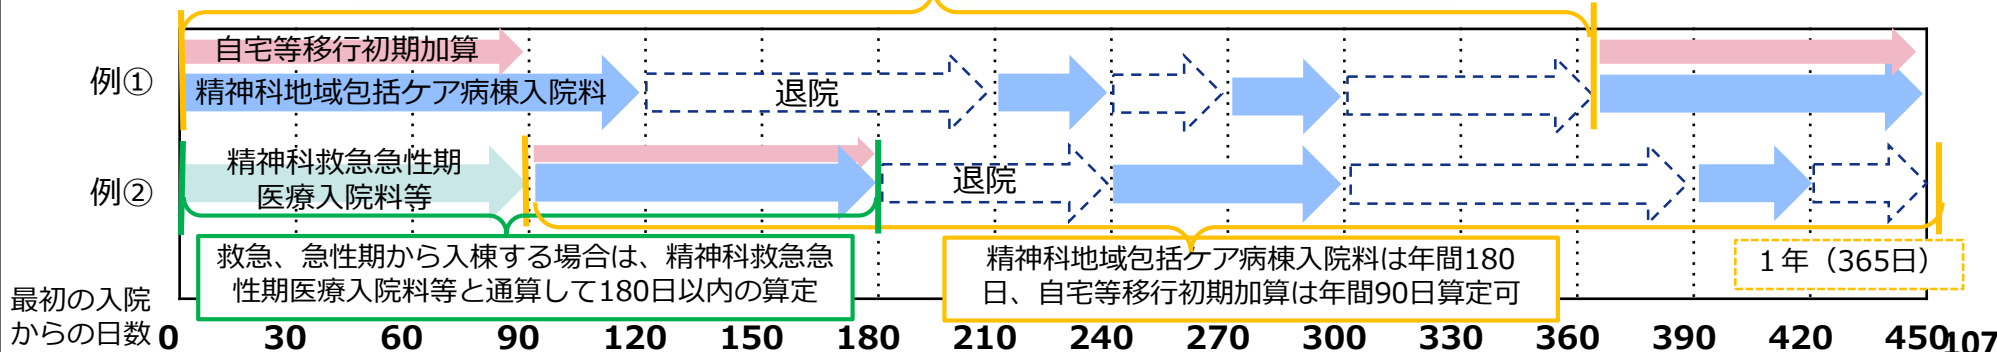 例①
自宅等移行初期加算
精神科地域包括ケア病棟入院料
退院
例②
精神科救急急性期
医療入院料等
退院
救急、急性期から入棟する場合は、精神科救急急
性期医療入院料等と通算して180日以内の算定
精神科地域包括ケア病棟入院料は年間180
日、自宅等移行初期加算は年間90日算定可
１年（365日）
最初の入院
からの日数
0 30 60 90 120 150 180 210 240 270 300 330 360 390 420 450
107